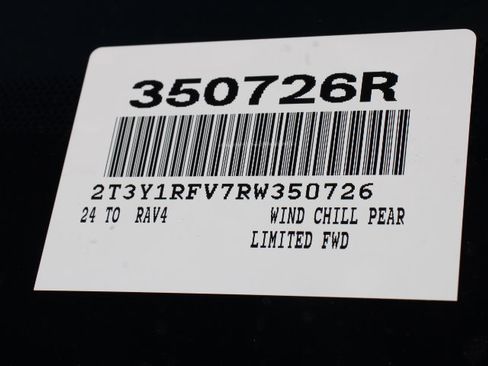 350726R
2T3Y1RFV7RW350726
24 TO RAV4 WIND CHILL PEAR
LIMITED FWD